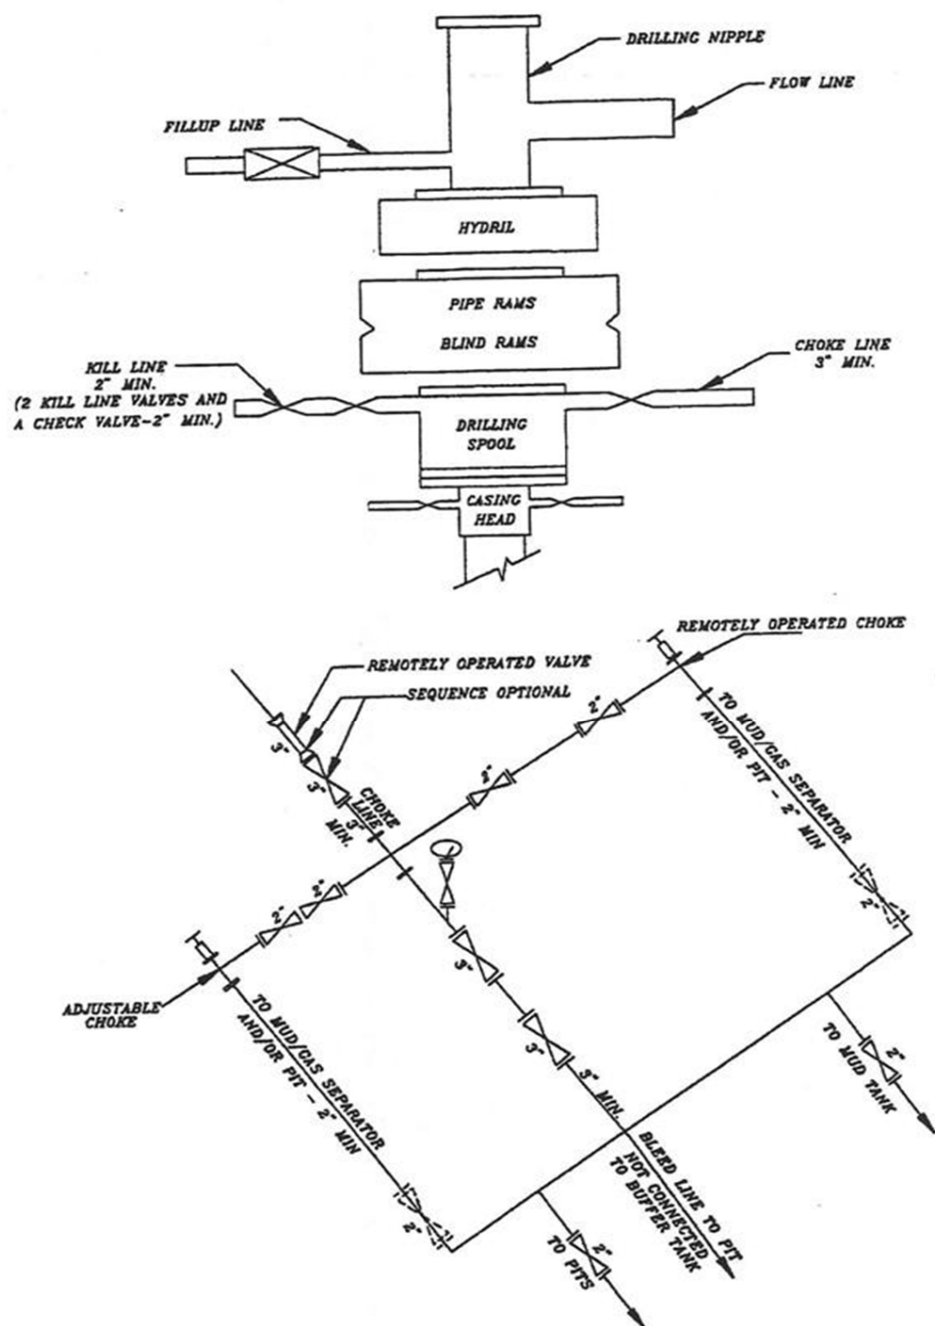 DRILLING NIPPLE
FLOW LINE
FILLUP LINE
HYDRIL
PIPE RAMS
BLIND RAMS
KILL LINE
2" MIN.
(2 KILL LINE VALVES AND
A CHECK VALVE-2" MIN.)
CHOKE LINE
3" MIN.
DRILLING
SPOOL
CASING
HEAD
REMOTELY OPERATED CHOKE
REMOTELY OPERATED VALVE
SEQUENCE OPTIONAL
3"
3"
3"
MIN.
CHOKE
LINE
2"
2"
2"
2"
TO MUD/GAS SEPARATOR
AND/OR PIT - 2" MIN
2"
ADJUSTABLE
CHOKE
TO MUD/GAS SEPARATOR
AND/OR PIT - 2" MIN
2"
3"
3"
3" MIN.
2"
TO MUD TANK
BLEED LINE TO PIT
NOT CONNECTED
TO BUFFER TANK
2"
TO PITS